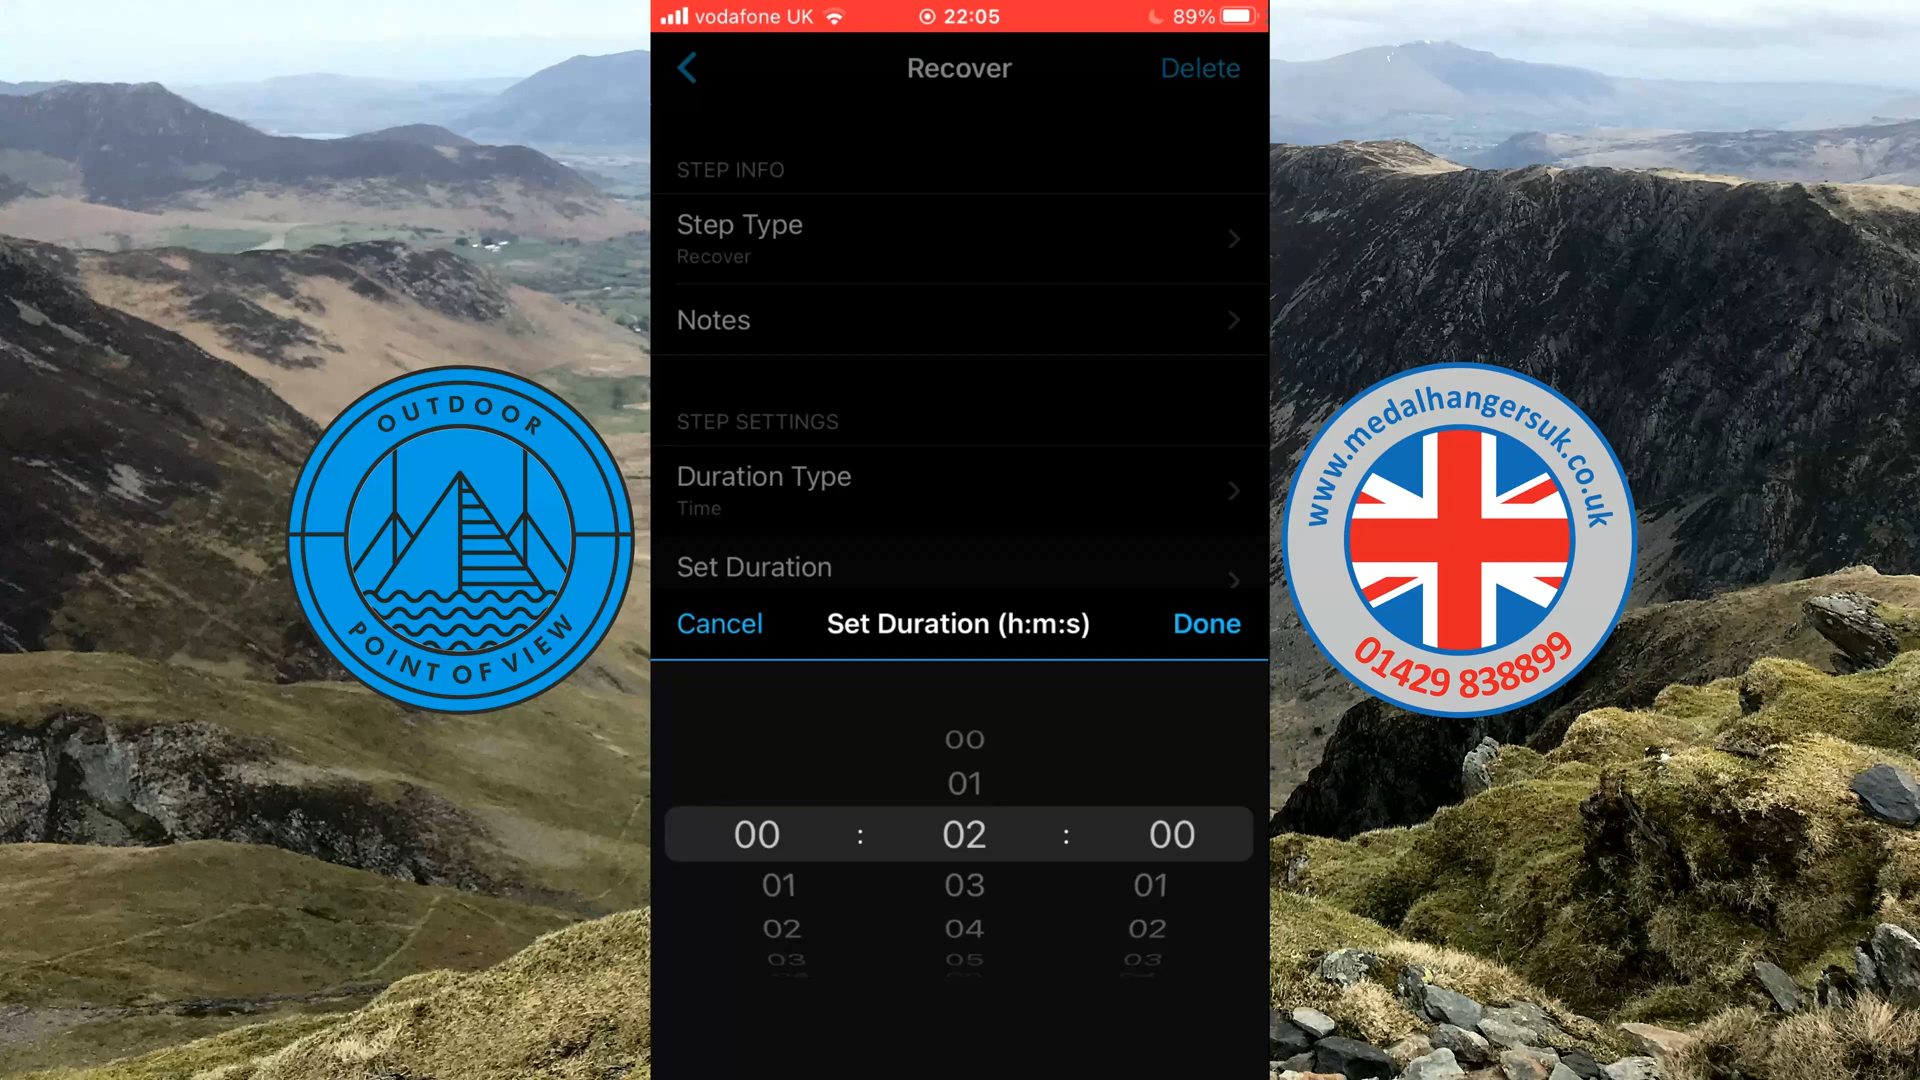 vodafone UK 22:05 89%
Recover Delete
STEP INFO
Step Type
Recover
Notes
STEP SETTINGS
Duration Type
Time
Set Duration
Cancel Set Duration (h:m:s) Done
00
01
00 : 02 : 00
01 03 01
02 04 02
03 05 03
OUTDOOR
POINT OF VIEW
www.medalhangersuk.co.uk
01429 838899